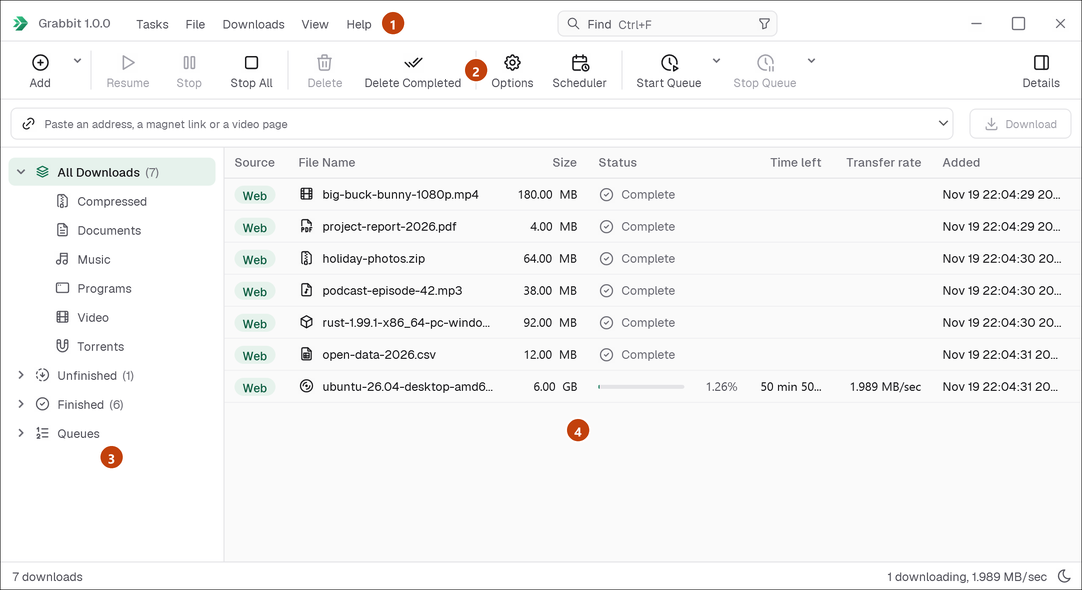 Grabbit 1.0.0 Tasks File Downloads View Help 1 Find Ctrl+F
Add Resume Stop Stop All Delete Delete Completed 2 Options Scheduler Start Queue Stop Queue Details
Paste an address, a magnet link or a video page Download
All Downloads (7)
Compressed
Documents
Music
Programs
Video
Torrents
Unfinished (1)
Finished (6)
Queues
3
Source File Name Size Status Time left Transfer rate Added
Web big-buck-bunny-1080p.mp4 180.00 MB Complete Nov 19 22:04:29 20...
Web project-report-2026.pdf 4.00 MB Complete Nov 19 22:04:29 20...
Web holiday-photos.zip 64.00 MB Complete Nov 19 22:04:30 20...
Web podcast-episode-42.mp3 38.00 MB Complete Nov 19 22:04:30 20...
Web rust-1.99.1-x86_64-pc-windo... 92.00 MB Complete Nov 19 22:04:30 20...
Web open-data-2026.csv 12.00 MB Complete Nov 19 22:04:31 20...
Web ubuntu-26.04-desktop-amd6... 6.00 GB 1.26% 50 min 50... 1.989 MB/sec Nov 19 22:04:31 20...
4
7 downloads 1 downloading, 1.989 MB/sec